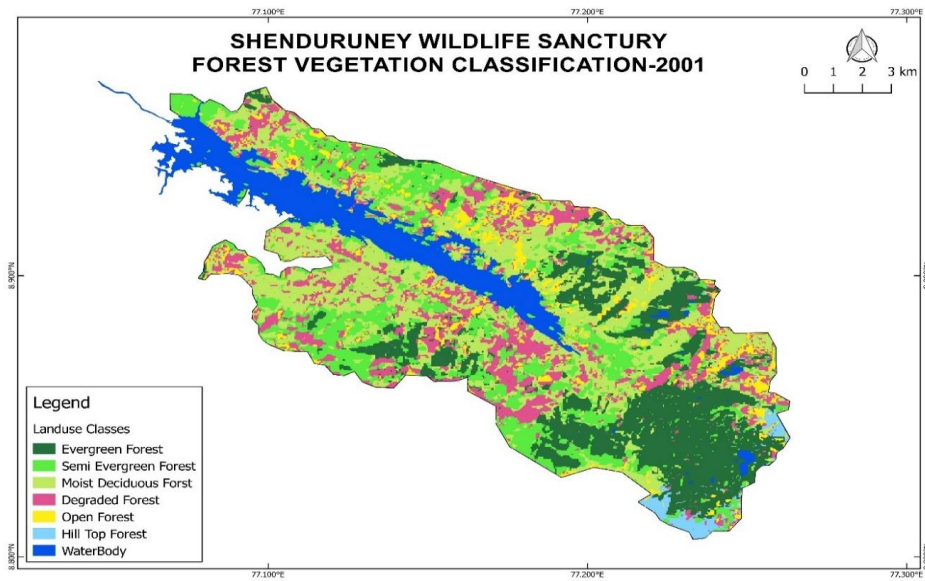 77.100°E 77.200°E 77.300°E
SHENDURUNEY WILDLIFE SANCTURY
FOREST VEGETATION CLASSIFICATION-2001
0 1 2 3 km
8.900°N
Legend
Landuse Classes
Evergreen Forest
Semi Evergreen Forest
Moist Deciduous Forst
Degraded Forest
Open Forest
Hill Top Forest
WaterBody
8.800°N
77.100°E 77.200°E 77.300°E